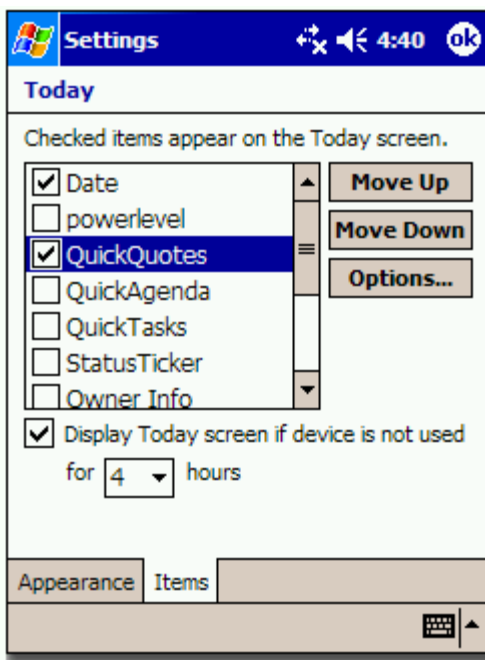 Settings 4:40 ok
Today
Checked items appear on the Today screen.
Date
powerlevel
QuickQuotes
QuickAgenda
QuickTasks
StatusTicker
Owner Info
Move Up
Move Down
Options...
Display Today screen if device is not used
for 4 hours
Appearance Items